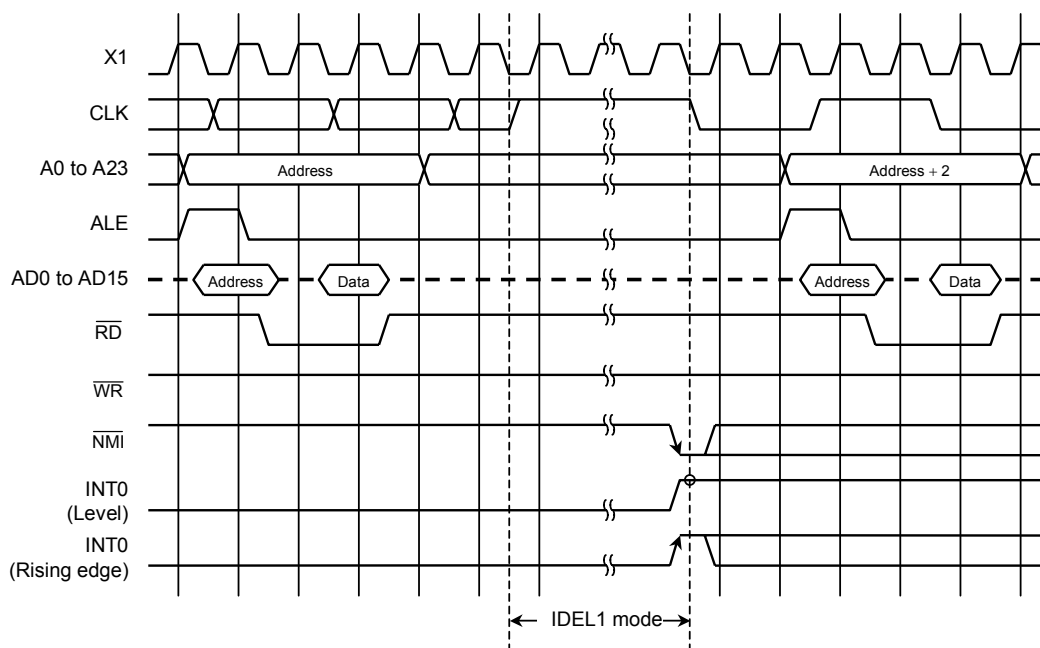 X1
CLK
A0 to A23
Address
Address + 2
ALE
AD0 to AD15
Address
Data
Address
Data
RD
WR
NMI
INT0
(Level)
INT0
(Rising edge)
IDEL1 mode